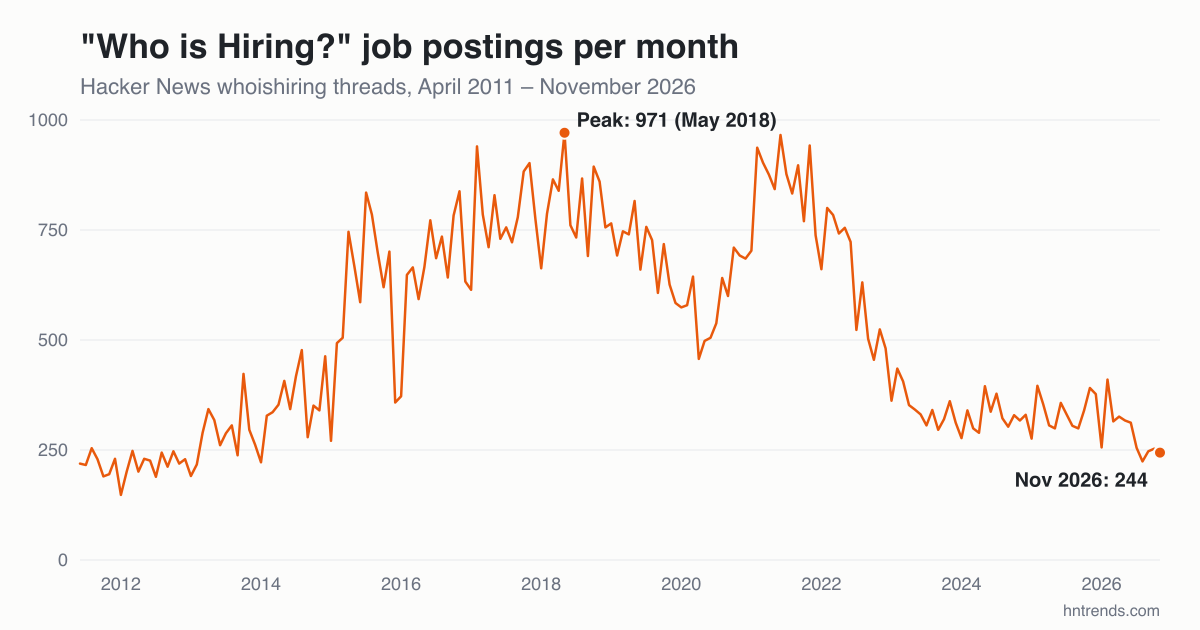 "Who is Hiring?" job postings per month
Hacker News whoishiring threads, April 2011 – November 2026
1000
Peak: 971 (May 2018)
750
500
250
Nov 2026: 244
0
2012 2014 2016 2018 2020 2022 2024 2026
hntrends.com